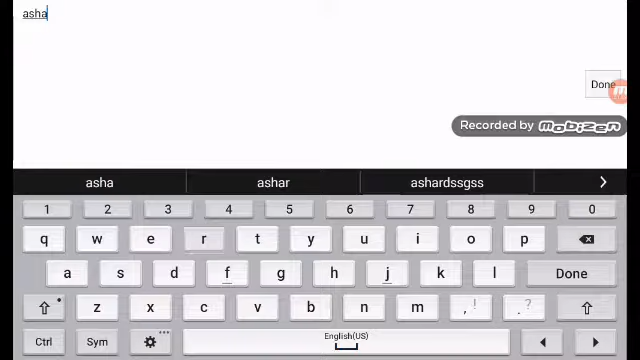 asha
Done
Recorded by mobizen
asha ashar ashardssgss >
1 2 3 4 5 6 7 8 9 0
q w e r t y u i o p
a s d f g h j k l Done
z x c v b n m ,! .?
Ctrl Sym English(US)